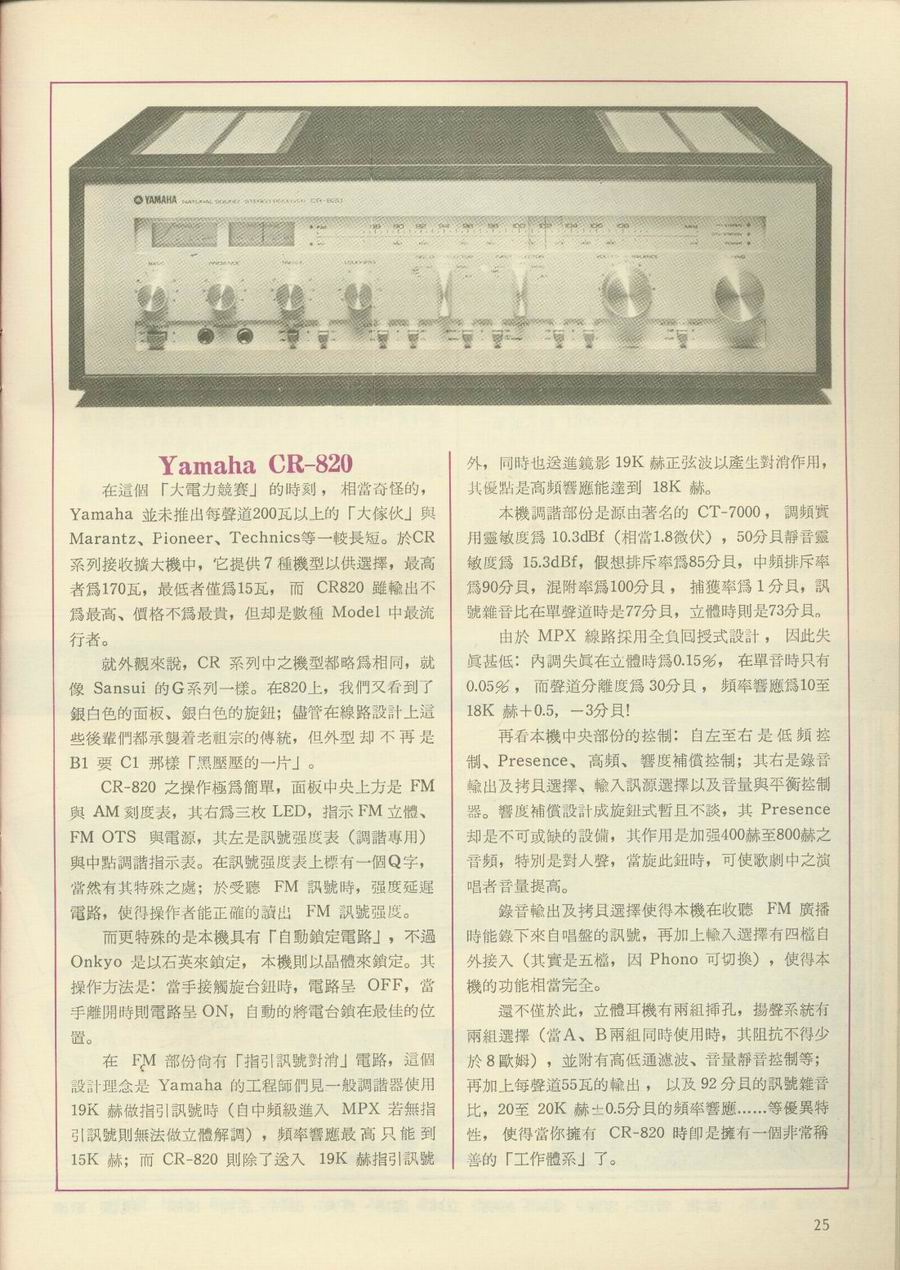 YAMAHA NATURAL SOUND STEREO RECEIVER CR-820
Yamaha CR-820
在這個「大電力競賽」的時刻，相當奇怪的，
Yamaha 並未推出每聲道200瓦以上的「大傢伙」與
Marantz、Pioneer、Technics等一較長短。於CR
系列接收擴大機中，它提供7種機型以供選擇，最高
者爲170瓦，最低者僅爲15瓦，而 CR820 雖輸出不
爲最高、價格不爲最貴，但却是數種 Model 中最流
行者。
就外觀來說，CR 系列中之機型都略爲相同，就
像 Sansui 的G系列一樣。在820上，我們又看到了
銀白色的面板、銀白色的旋鈕；儘管在線路設計上這
些後輩們都承襲着老祖宗的傳統，但外型却不再是
B1 要 C1 那樣「黑壓壓的一片」。
CR-820 之操作極爲簡單，面板中央上方是 FM
與 AM 刻度表，其右爲三枚 LED，指示 FM 立體、
FM OTS 與電源，其左是訊號强度表（調諧專用）
與中點調諧指示表。在訊號强度表上標有一個Q字，
當然有其特殊之處；於受聽 FM 訊號時，强度延遲
電路，使得操作者能正確的讀出 FM 訊號强度。
而更特殊的是本機具有「自動鎖定電路」，不過
Onkyo 是以石英來鎖定，本機則以晶體來鎖定。其
操作方法是：當手接觸旋台鈕時，電路呈 OFF，當
手離開時則電路呈 ON，自動的將電台鎖在最佳的位
置。
在 FM 部份尙有「指引訊號對消」電路，這個
設計理念是 Yamaha 的工程師們見一般調諧器使用
19K 赫做指引訊號時（自中頻級進入 MPX 若無指
引訊號則無法做立體解調），頻率響應最高只能到
15K 赫；而 CR-820 則除了送入 19K 赫指引訊號
外，同時也送進鏡影 19K 赫正弦波以產生對消作用，
其優點是高頻響應能達到 18K 赫。
本機調諧部份是源由著名的 CT-7000，調頻實
用靈敏度爲 10.3dBf（相當1.8微伏），50分貝靜音靈
敏度爲 15.3dBf，假想排斥率爲85分貝，中頻排斥率
爲90分貝，混附率爲100分貝，捕獲率爲1分貝，訊
號雜音比在單聲道時是77分貝，立體時則是73分貝。
由於 MPX 線路採用全負回授式設計，因此失
眞甚低：內調失眞在立體時爲0.15%，在單音時只有
0.05%，而聲道分離度爲 30分貝，頻率響應爲10至
18K 赫＋0.5，－3分貝！
再看本機中央部份的控制：自左至右是低頻控
制、Presence、高頻、響度補償控制；其右是錄音
輸出及拷貝選擇、輸入訊源選擇以及音量與平衡控制
器。響度補償設計成旋鈕式暫且不談，其 Presence
却是不可或缺的設備，其作用是加强400赫至800赫之
音頻，特別是對人聲，當旋此鈕時，可使歌劇中之演
唱者音量提高。
錄音輸出及拷貝選擇使得本機在收聽 FM 廣播
時能錄下來自唱盤的訊號，再加上輸入選擇有四檔自
外接入（其實是五檔，因 Phono 可切換），使得本
機的功能相當完全。
還不僅於此，立體耳機有兩組挿孔，揚聲系統有
兩組選擇（當A、B兩組同時使用時，其阻抗不得少
於8歐姆），並附有高低通濾波、音量靜音控制等；
再加上每聲道55瓦的輸出，以及 92 分貝的訊號雜音
比，20至 20K 赫±0.5分貝的頻率響應……等優異特
性，使得當你擁有 CR-820 時卽是擁有一個非常稱
善的「工作體系」了。
25